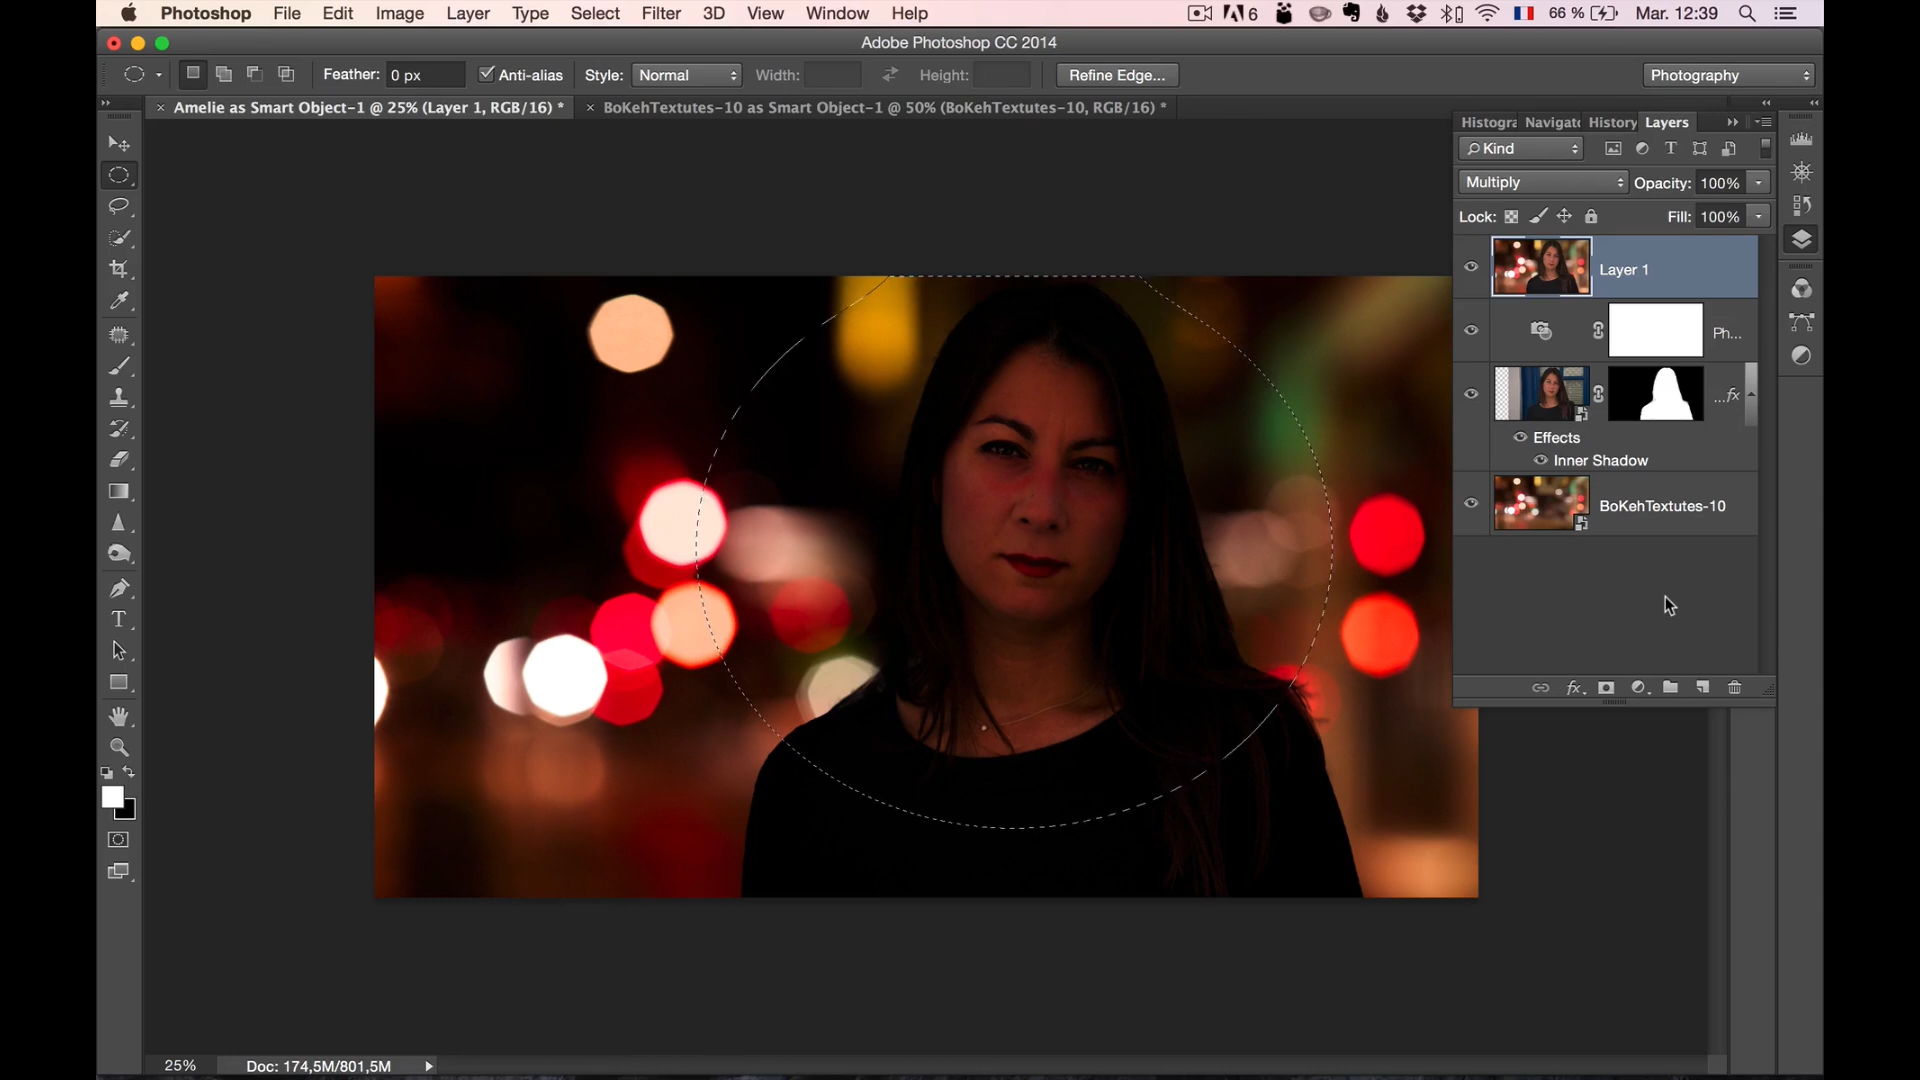 Photoshop File Edit Image Layer Type Select Filter 3D View Window Help 6 66 % Mar. 12:39
Adobe Photoshop CC 2014
Feather: 0 px Anti-alias Style: Normal Width: Height: Refine Edge... Photography
× Amelie as Smart Object-1 @ 25% (Layer 1, RGB/16) * × BoKehTextutes-10 as Smart Object-1 @ 50% (BoKehTextutes-10, RGB/16) *
Histogra Navigato History Layers
Kind
Multiply Opacity: 100%
Lock: Fill: 100%
Layer 1
Ph...
...fx
Effects
Inner Shadow
BoKehTextutes-10
fx.
25% Doc: 174,5M/801,5M